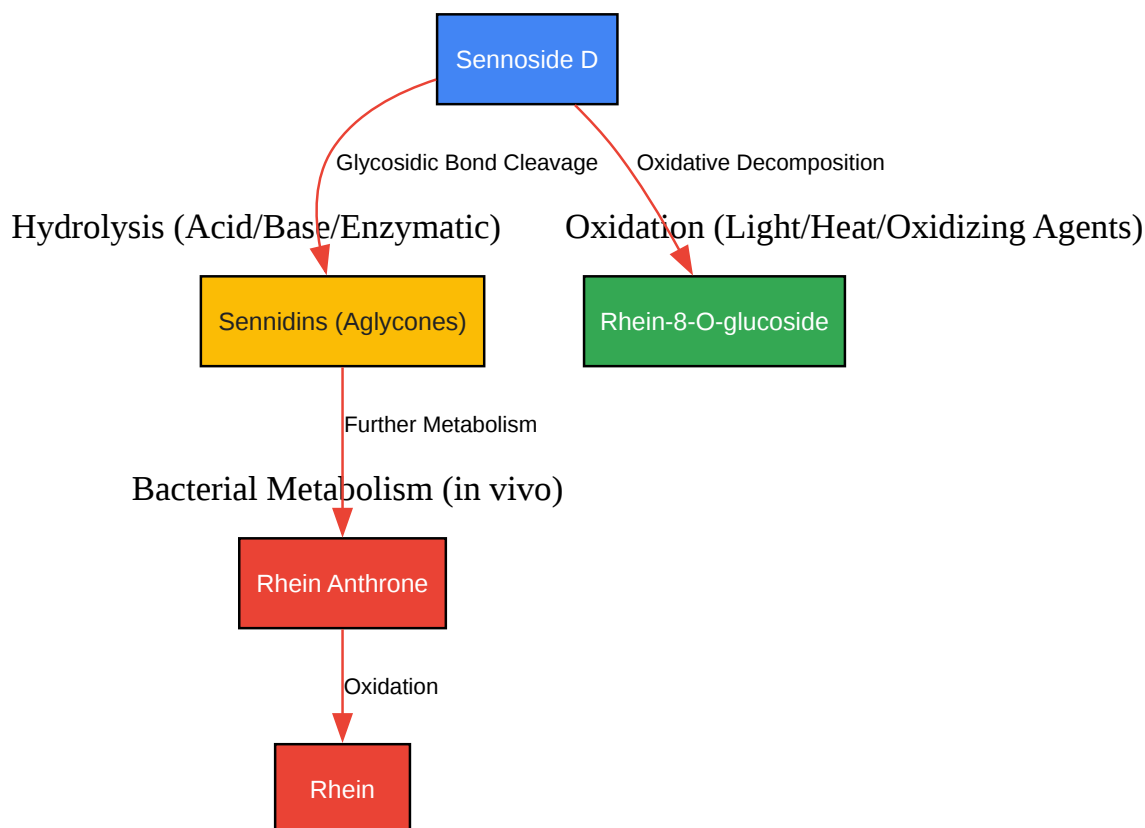 Sennoside D
Glycosidic Bond Cleavage
Oxidative Decomposition
Hydrolysis (Acid/Base/Enzymatic)
Oxidation (Light/Heat/Oxidizing Agents)
Sennidins (Aglycones)
Rhein-8-O-glucoside
Further Metabolism
Bacterial Metabolism (in vivo)
Rhein Anthrone
Oxidation
Rhein